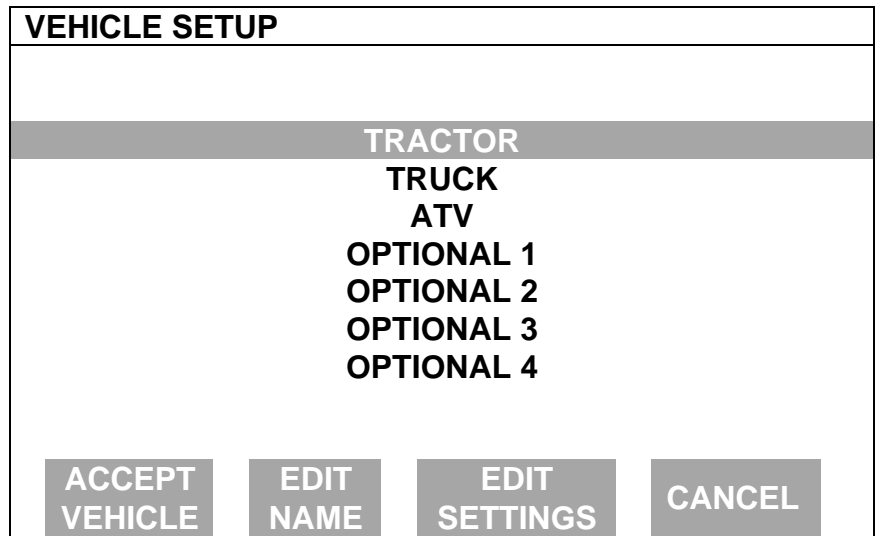 VEHICLE SETUP
TRACTOR
TRUCK
ATV
OPTIONAL 1
OPTIONAL 2
OPTIONAL 3
OPTIONAL 4
ACCEPT
VEHICLE
EDIT
NAME
EDIT
SETTINGS
CANCEL